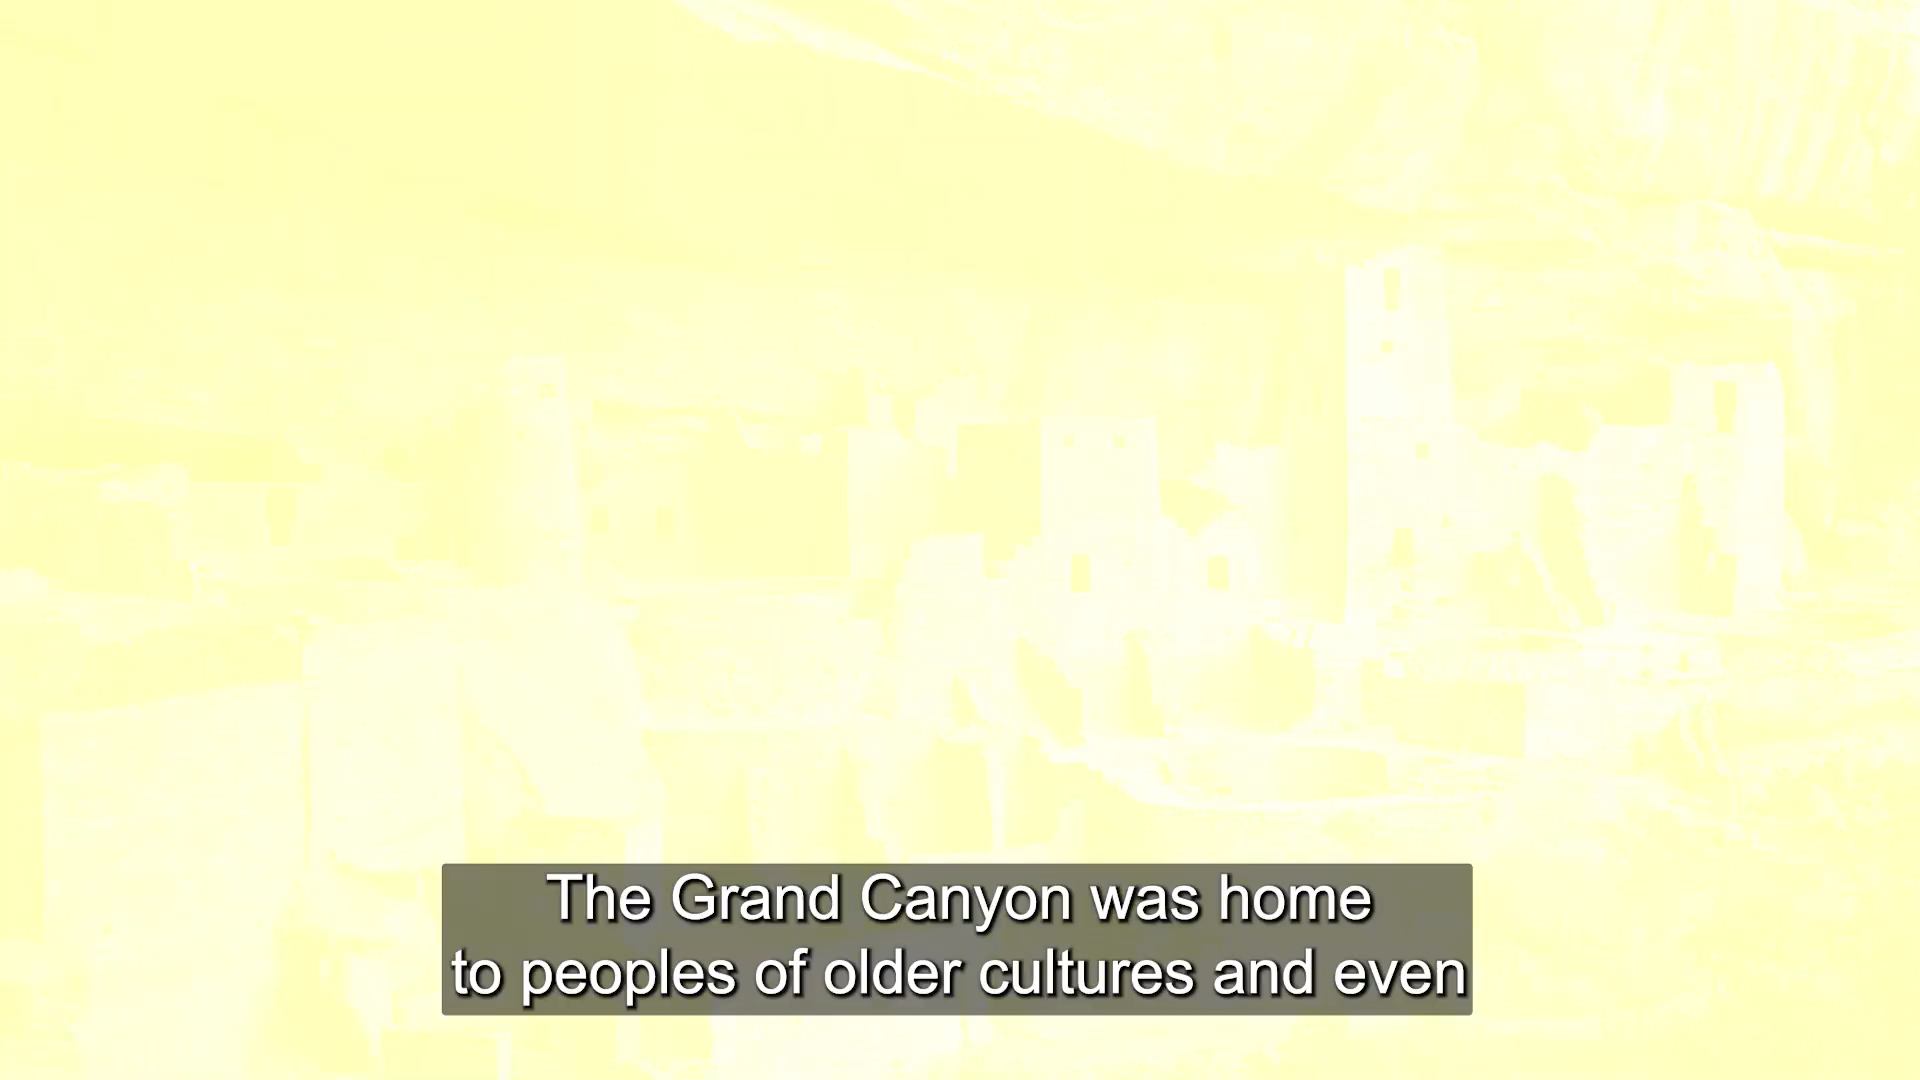 The Grand Canyon was home
to peoples of older cultures and even